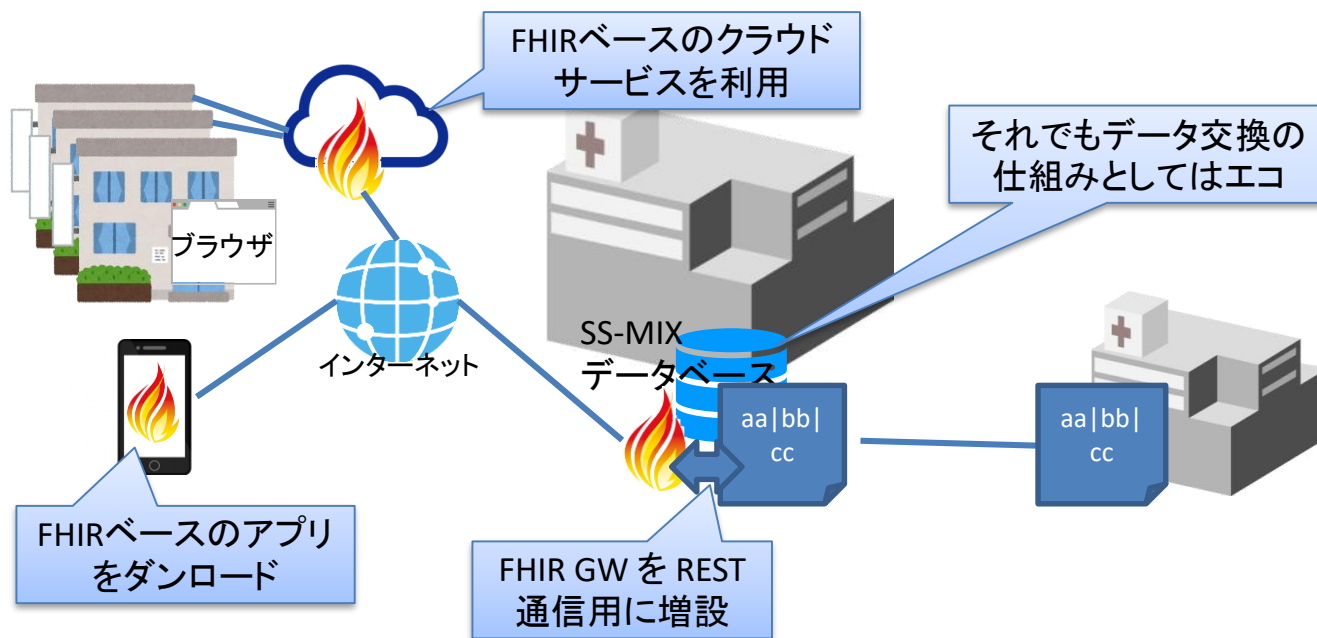 FHIRベースのクラウド
サービスを利用
それでもデータ交換の
仕組みとしてはエコ
ブラウザ
インターネット
SS-MIX
データベース
aa|bb|
cc
aa|bb|
cc
FHIRベースのアプリ
をダンロード
FHIR GW を REST
通信用に増設